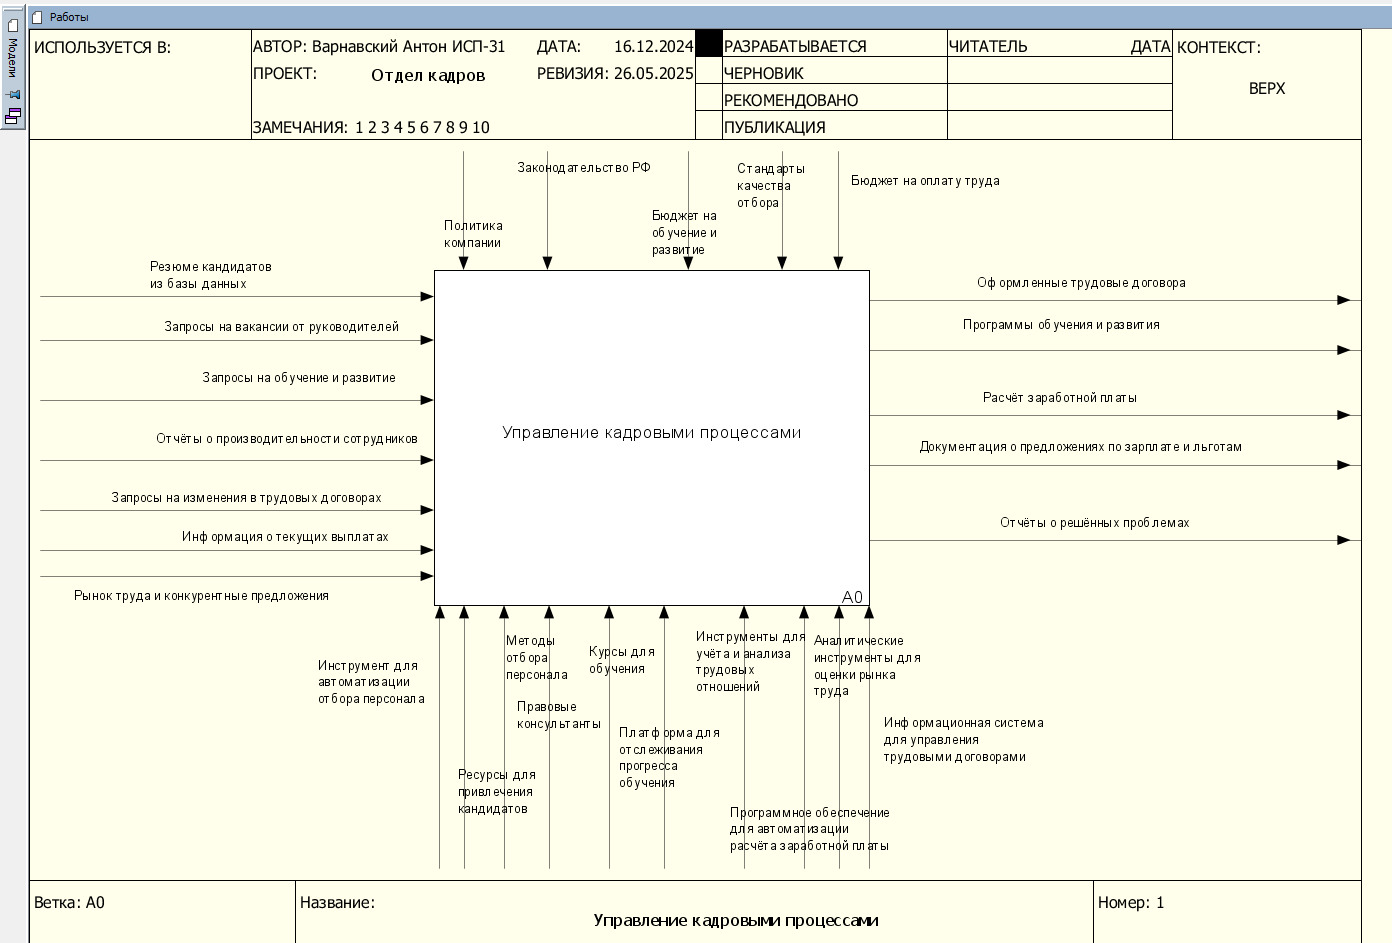 Работы
Модели
ИСПОЛЬЗУЕТСЯ В:
АВТОР: Варнавский Антон ИСП-31
ДАТА: 16.12.2024
ПРОЕКТ: Отдел кадров
РЕВИЗИЯ: 26.05.2025
ЗАМЕЧАНИЯ: 1 2 3 4 5 6 7 8 9 10
РАЗРАБАТЫВАЕТСЯ
ЧЕРНОВИК
РЕКОМЕНДОВАНО
ПУБЛИКАЦИЯ
ЧИТАТЕЛЬ ДАТА
КОНТЕКСТ:
ВЕРХ
Политика
компании
Законодательство РФ
Бюджет на
обучение и
развитие
Стандарты
качества
отбора
Бюджет на оплату труда
Резюме кандидатов
из базы данных
Запросы на вакансии от руководителей
Запросы на обучение и развитие
Отчёты о производительности сотрудников
Запросы на изменения в трудовых договорах
Информация о текущих выплатах
Рынок труда и конкурентные предложения
Управление кадровыми процессами
A0
Оформленные трудовые договора
Программы обучения и развития
Расчёт заработной платы
Документация о предложениях по зарплате и льготам
Отчёты о решённых проблемах
Инструмент для
автоматизации
отбора персонала
Ресурсы для
привлечения
кандидатов
Методы
отбора
персонала
Правовые
консультанты
Курсы для
обучения
Платформа для
отслеживания
прогресса
обучения
Инструменты для
учёта и анализа
трудовых
отношений
Программное обеспечение
для автоматизации
расчёта заработной платы
Аналитические
инструменты для
оценки рынка
труда
Информационная система
для управления
трудовыми договорами
Ветка: A0
Название:
Управление кадровыми процессами
Номер: 1